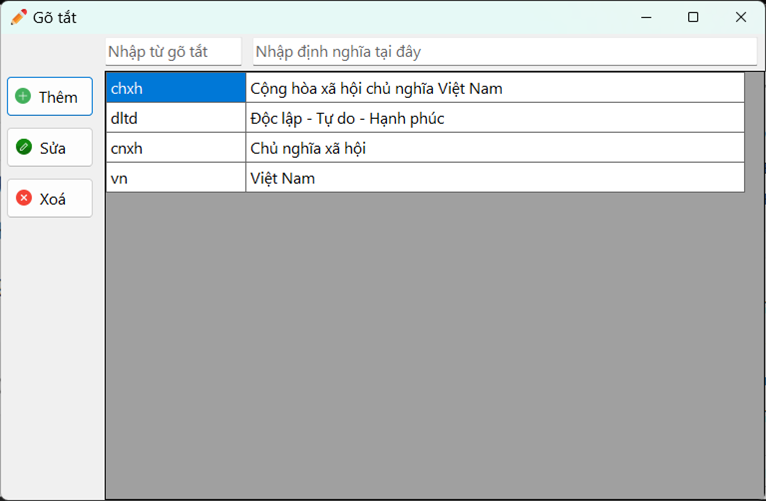 Gõ tắt
Nhập từ gõ tắt Nhập định nghĩa tại đây
Thêm
Sửa
Xoá
chxh Cộng hòa xã hội chủ nghĩa Việt Nam
dltd Độc lập - Tự do - Hạnh phúc
cnxh Chủ nghĩa xã hội
vn Việt Nam